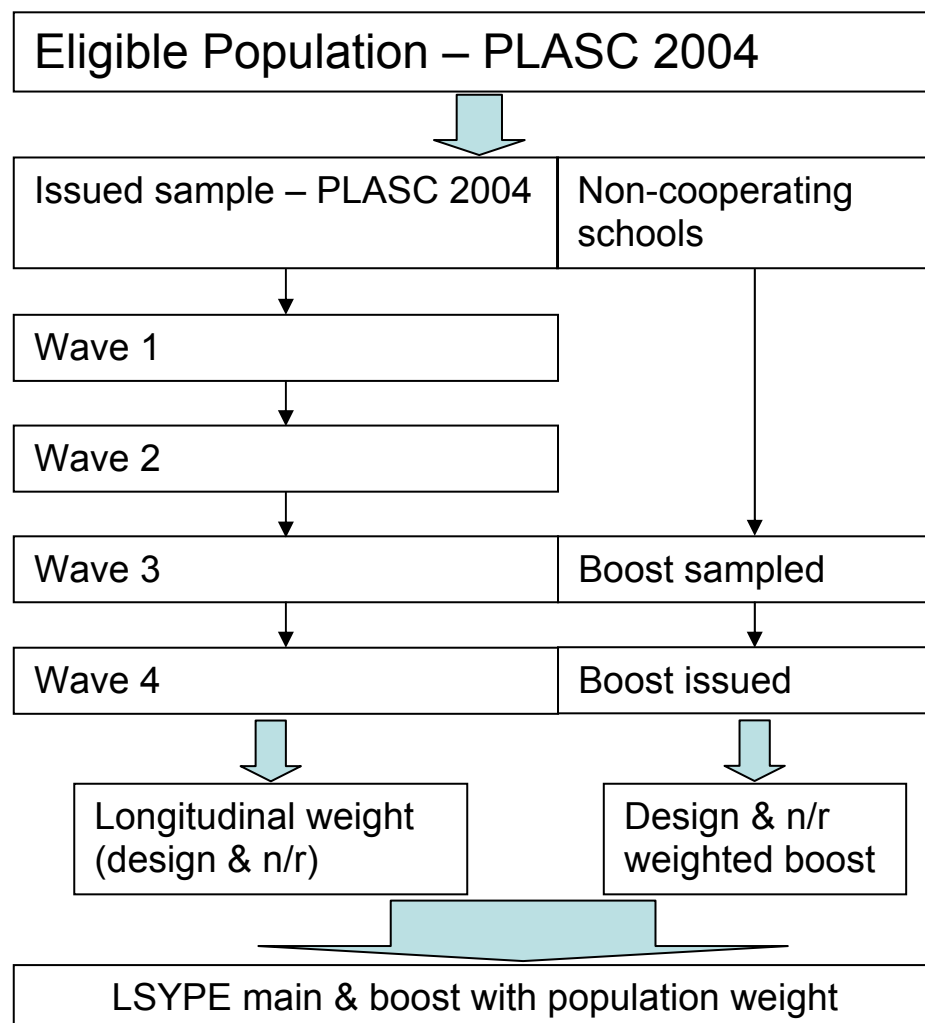 Eligible Population – PLASC 2004
Issued sample – PLASC 2004
Non-cooperating
schools
Wave 1
Wave 2
Wave 3
Boost sampled
Wave 4
Boost issued
Longitudinal weight
(design & n/r)
Design & n/r
weighted boost
LSYPE main & boost with population weight